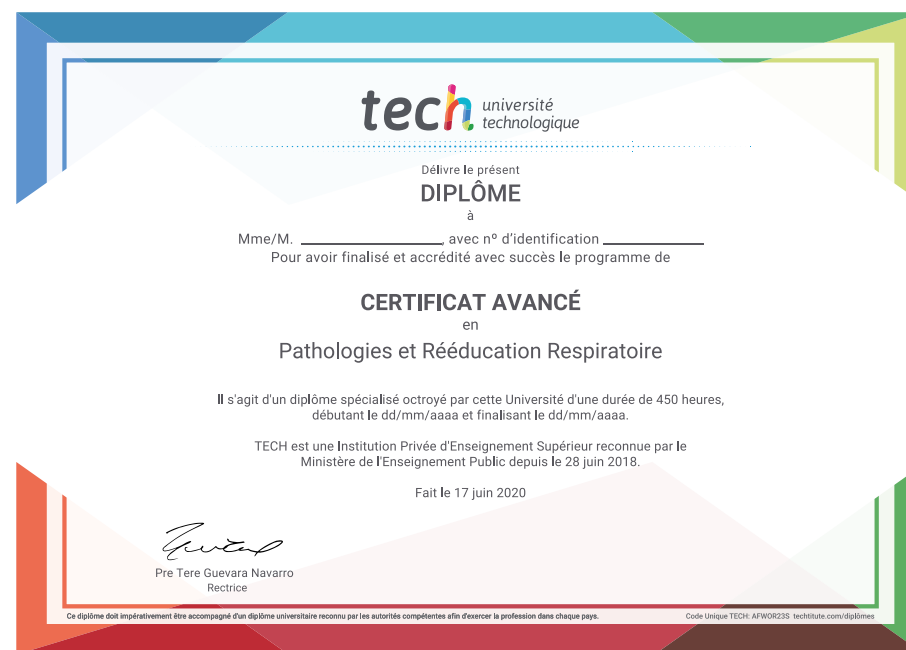 tech université
technologique
Délivre le présent
DIPLÔME
à
Mme/M. ____________________, avec nº d'identification ______________
Pour avoir finalisé et accrédité avec succès le programme de
CERTIFICAT AVANCÉ
en
Pathologies et Rééducation Respiratoire
Il s'agit d'un diplôme spécialisé octroyé par cette Université d'une durée de 450 heures,
débutant le dd/mm/aaaa et finalisant le dd/mm/aaaa.
TECH est une Institution Privée d'Enseignement Supérieur reconnue par le
Ministère de l'Enseignement Public depuis le 28 juin 2018.
Fait le 17 juin 2020
Pre Tere Guevara Navarro
Rectrice
Ce diplôme doit impérativement être accompagné d'un diplôme universitaire reconnu par les autorités compétentes afin d'exercer la profession dans chaque pays.
Code Unique TECH: AFWOR23S techtitute.com/diplômes